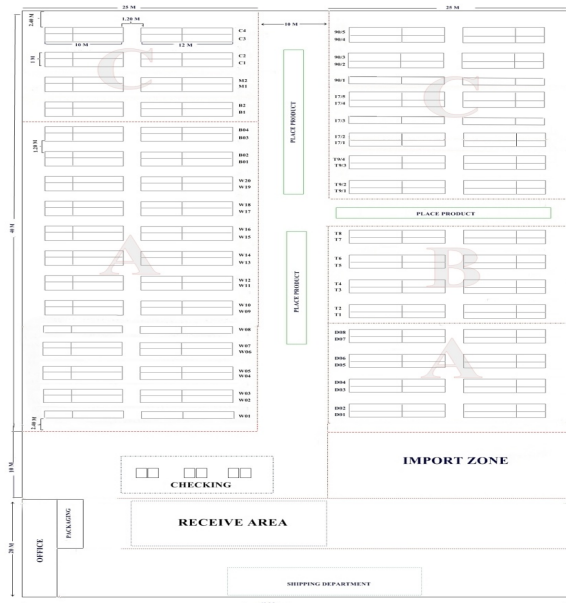 25 M
25 M
2.40 M
1.20 M
10 M
C4
C3
10 M
12 M
1 M
C2
C1
C
M2
M1
B2
B1
B04
B03
1.20 M
B02
B01
W20
W19
W18
W17
W16
W15
W14
W13
A
W12
W11
W10
W09
W08
W07
W06
W05
W04
W03
W02
2.40 M
W01
PLACE PRODUCT
PLACE PRODUCT
90/5
90/4
90/3
90/2
90/1
C
17/4
17/3
17/2
17/1
T9/4
T9/3
T9/2
T9/1
PLACE PRODUCT
T8
T7
T6
T5
B
T4
T3
T2
T1
D08
D07
A
D06
D05
D04
D03
D02
D01
10 M
CHECKING
IMPORT ZONE
20 M
OFFICE
PACKAGING
RECEIVE AREA
SHIPPING DEPARTMENT